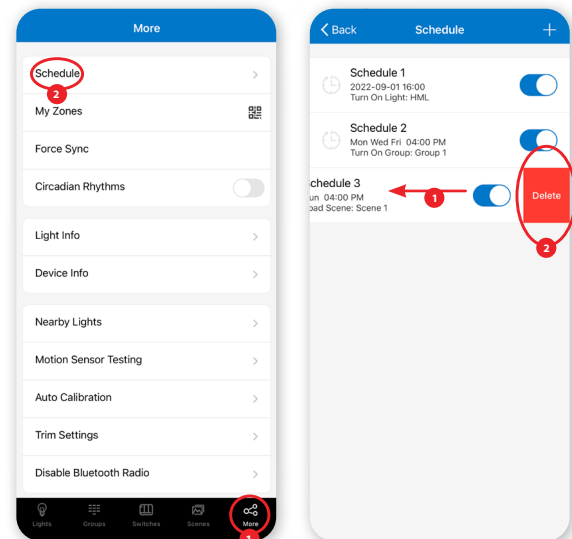 More
Schedule
2
My Zones
Force Sync
Circadian Rhythms
Light Info
Device Info
Nearby Lights
Motion Sensor Testing
Auto Calibration
Trim Settings
Disable Bluetooth Radio
Lights
Groups
Switches
Scenes
More
1
Back
Schedule
Schedule 1
2022-09-01 16:00
Turn On Light: HML
Schedule 2
Mon Wed Fri 04:00 PM
Turn On Group: Group 1
chedule 3
un 04:00 PM
oad Scene: Scene 1
1
Delete
2